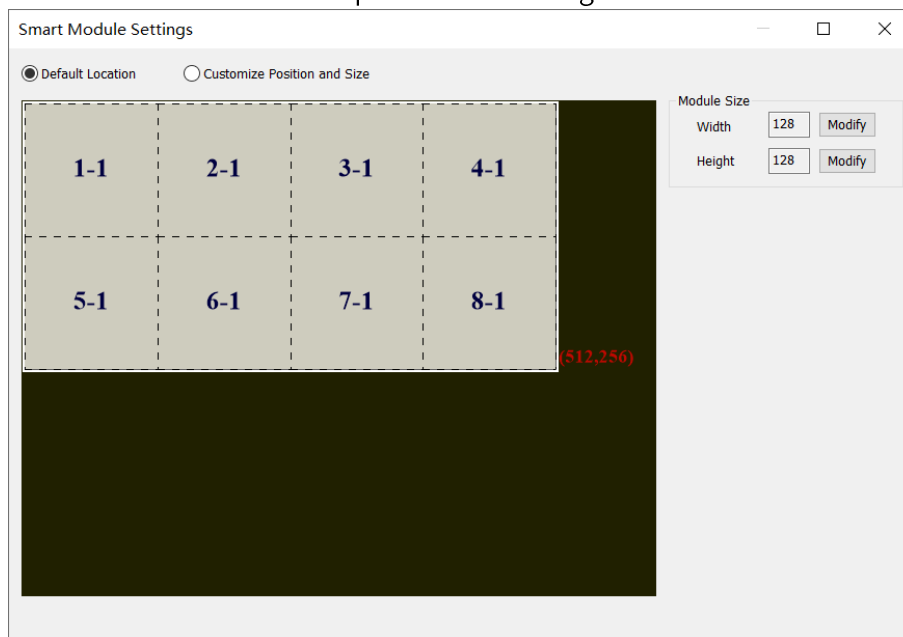 Smart Module Settings
Default Location Customize Position and Size
Module Size
Width 128 Modify
Height 128 Modify
1-1 2-1 3-1 4-1
5-1 6-1 7-1 8-1
(512,256)